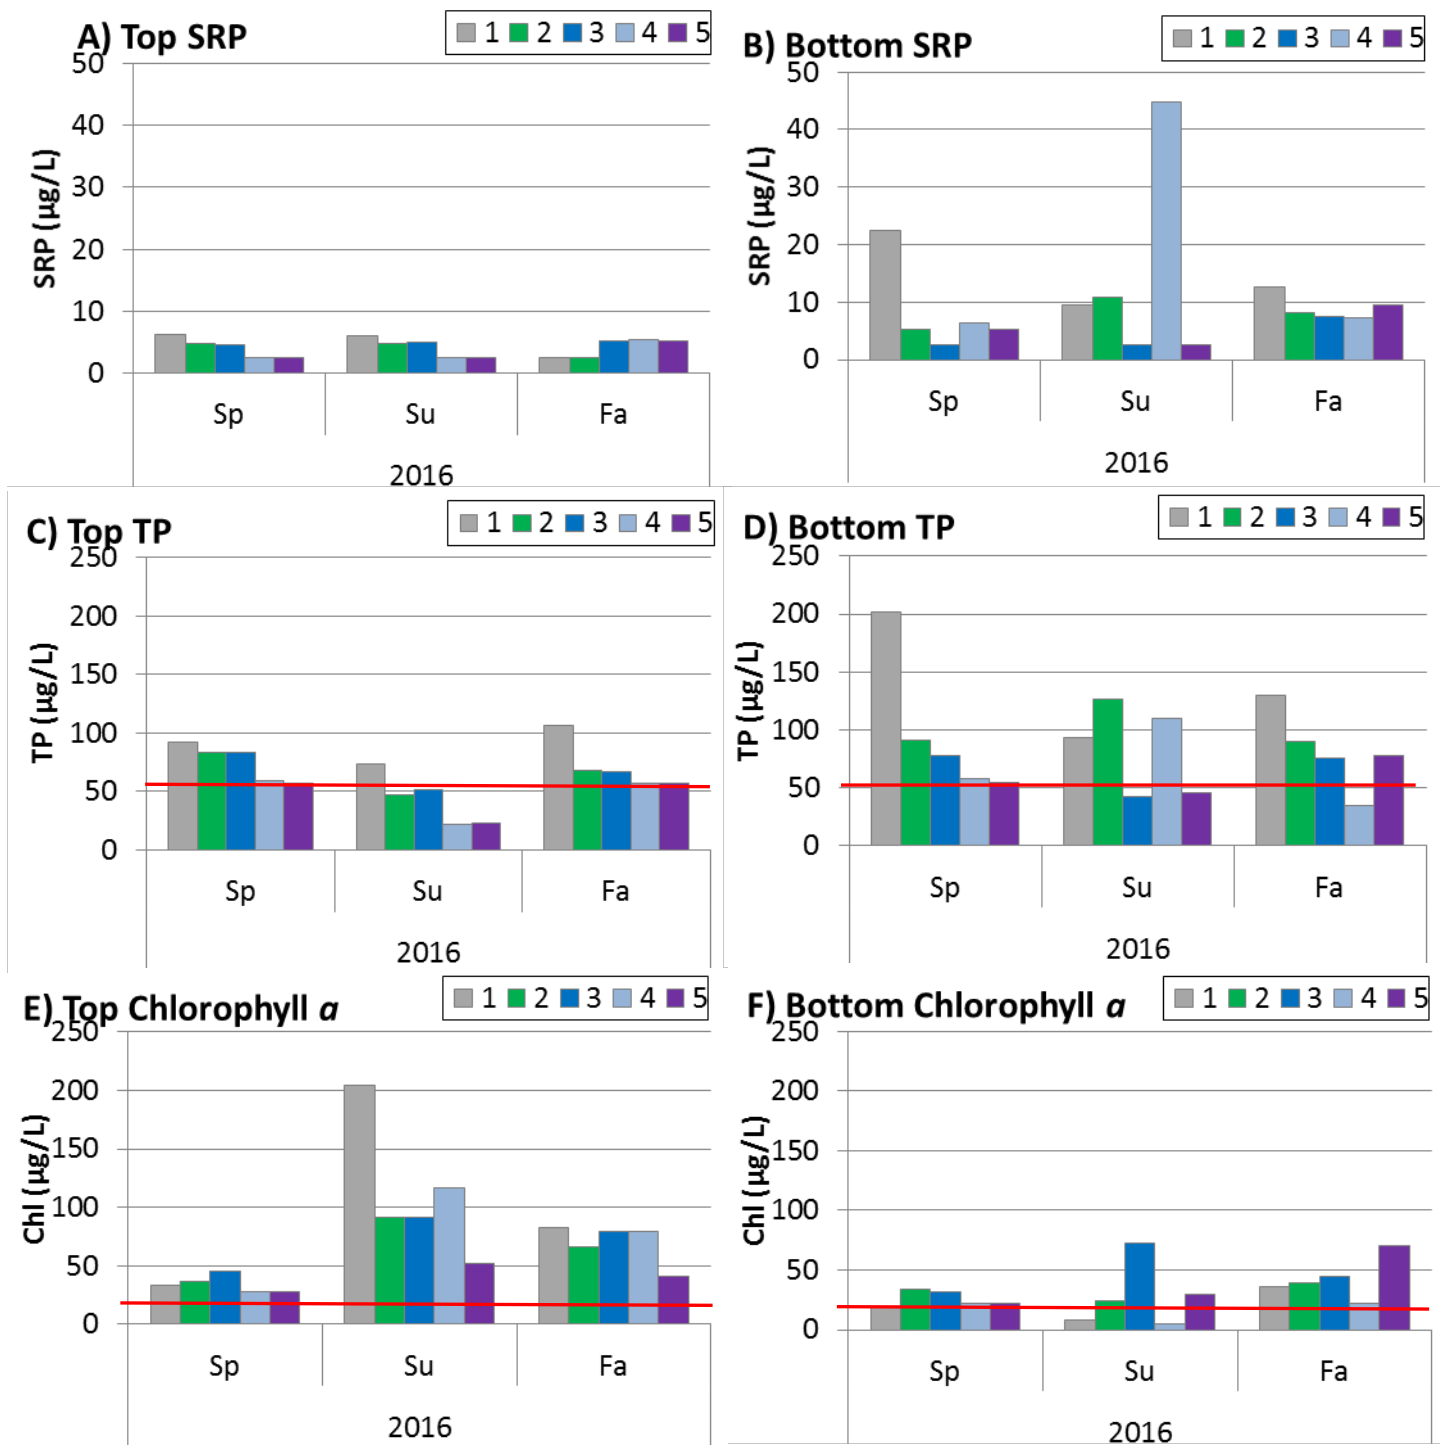 A) Top SRP
1 2 3 4 5
50
40
30
20
10
0
SRP (µg/L)
Sp Su Fa
2016
B) Bottom SRP
1 2 3 4 5
50
40
30
20
10
0
SRP (µg/L)
Sp Su Fa
2016
C) Top TP
1 2 3 4 5
250
200
150
100
50
0
TP (µg/L)
Sp Su Fa
2016
D) Bottom TP
1 2 3 4 5
250
200
150
100
50
0
TP (µg/L)
Sp Su Fa
2016
E) Top Chlorophyll a
1 2 3 4 5
250
200
150
100
50
0
Chl (µg/L)
Sp Su Fa
2016
F) Bottom Chlorophyll a
1 2 3 4 5
250
200
150
100
50
0
Chl (µg/L)
Sp Su Fa
2016